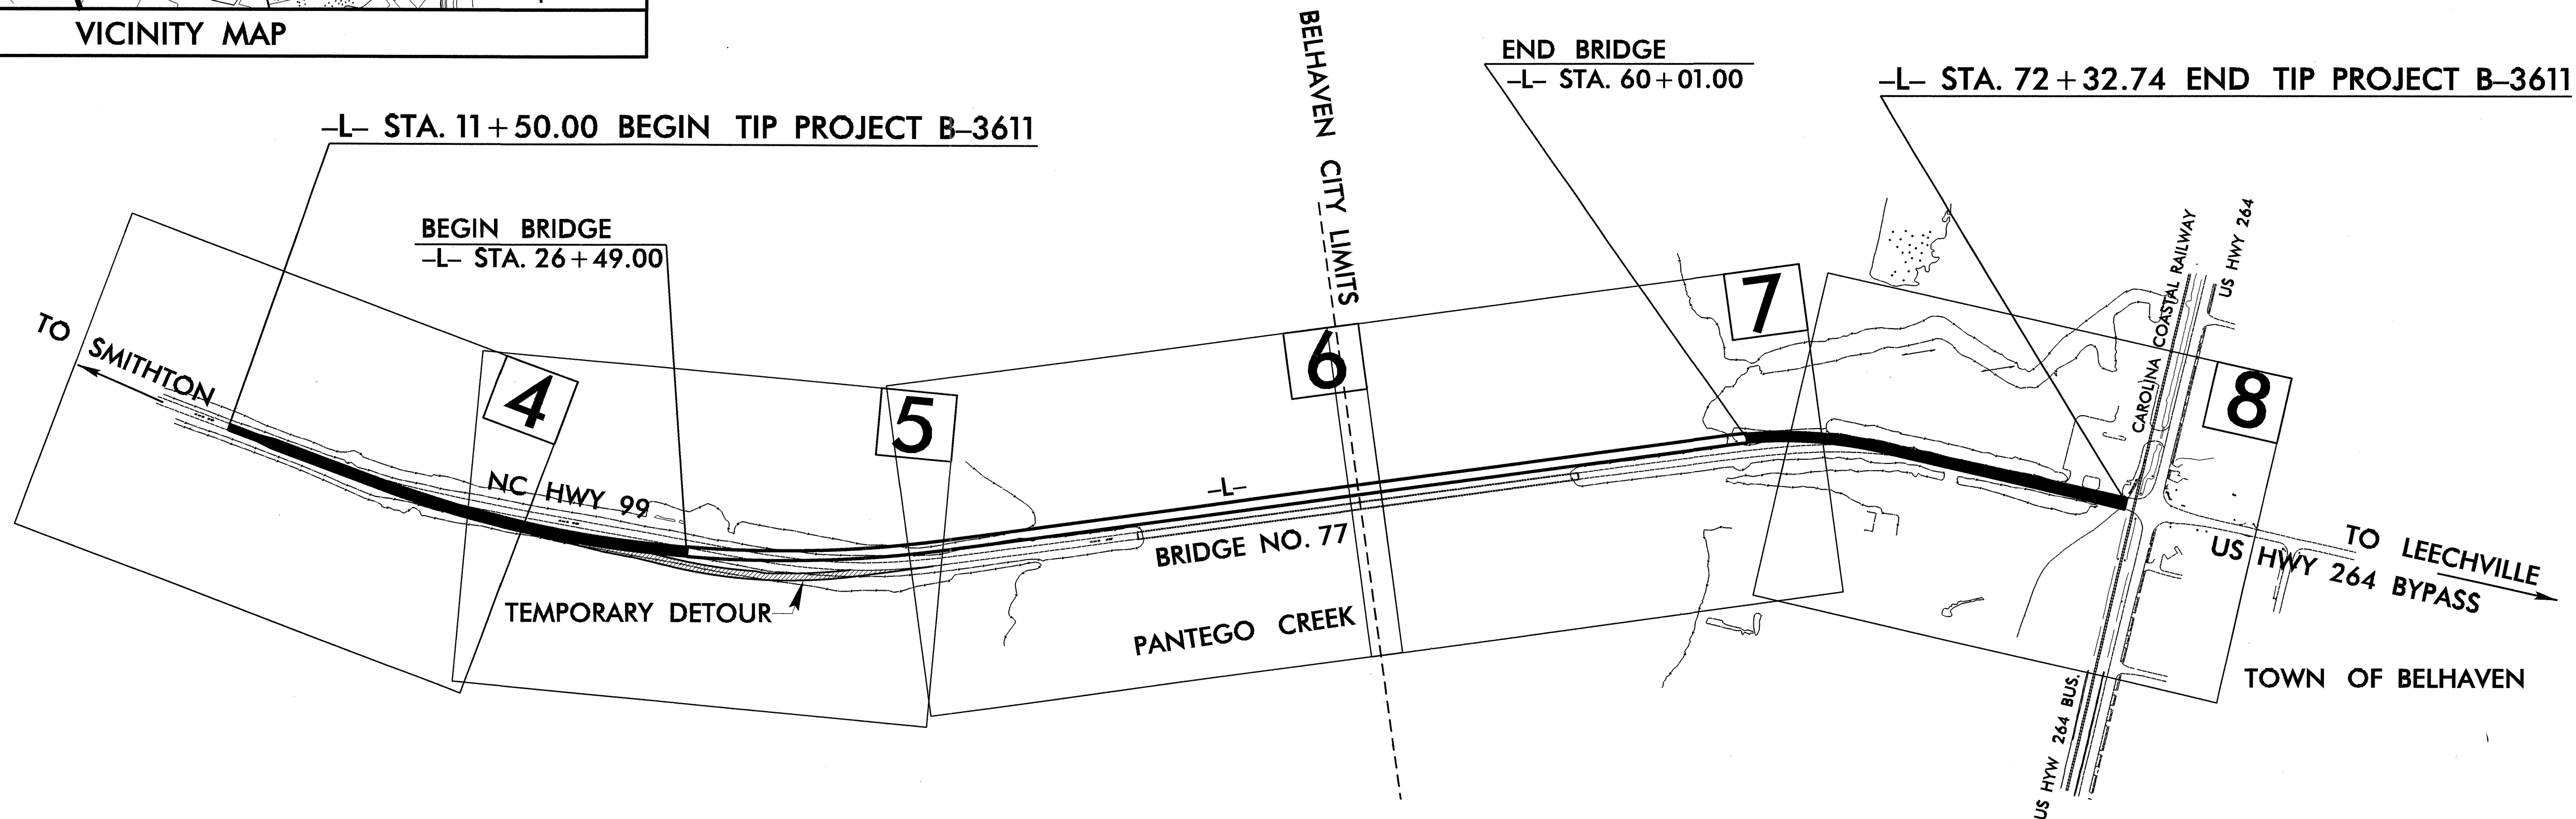 VICINITY MAP
BELHAVEN CITY LIMITS
END BRIDGE
-L- STA. 60+01.00
-L- STA. 72+32.74 END TIP PROJECT B-3611
-L- STA. 11+50.00 BEGIN TIP PROJECT B-3611
BEGIN BRIDGE
-L- STA. 26+49.00
CAROLINA COASTAL RAILWAY
US HWY 264
TO SMITHTON
4
5
6
7
8
NC HWY 99
-L-
BRIDGE NO. 77
TEMPORARY DETOUR
PANTEGO CREEK
TO LEECHVILLE
US HWY 264 BYPASS
TOWN OF BELHAVEN
US HYW 264 BUS.